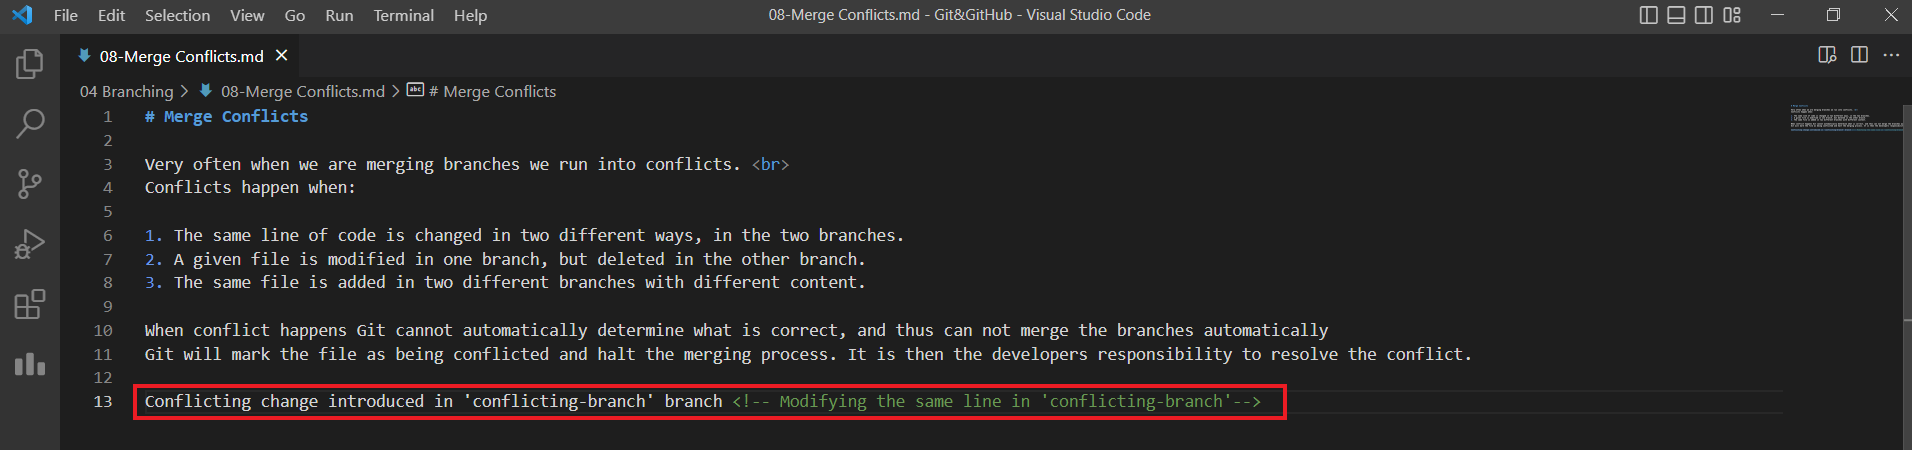 File Edit Selection View Go Run Terminal Help
08-Merge Conflicts.md - Git&GitHub - Visual Studio Code
08-Merge Conflicts.md
04 Branching > 08-Merge Conflicts.md > # Merge Conflicts
1 # Merge Conflicts
2
3 Very often when we are merging branches we run into conflicts. <br>
4 Conflicts happen when:
5
6 1. The same line of code is changed in two different ways, in the two branches.
7 2. A given file is modified in one branch, but deleted in the other branch.
8 3. The same file is added in two different branches with different content.
9
10 When conflict happens Git cannot automatically determine what is correct, and thus can not merge the branches automatically
11 Git will mark the file as being conflicted and halt the merging process. It is then the developers responsibility to resolve the conflict.
12
13 Conflicting change introduced in 'conflicting-branch' branch <!-- Modifying the same line in 'conflicting-branch'-->